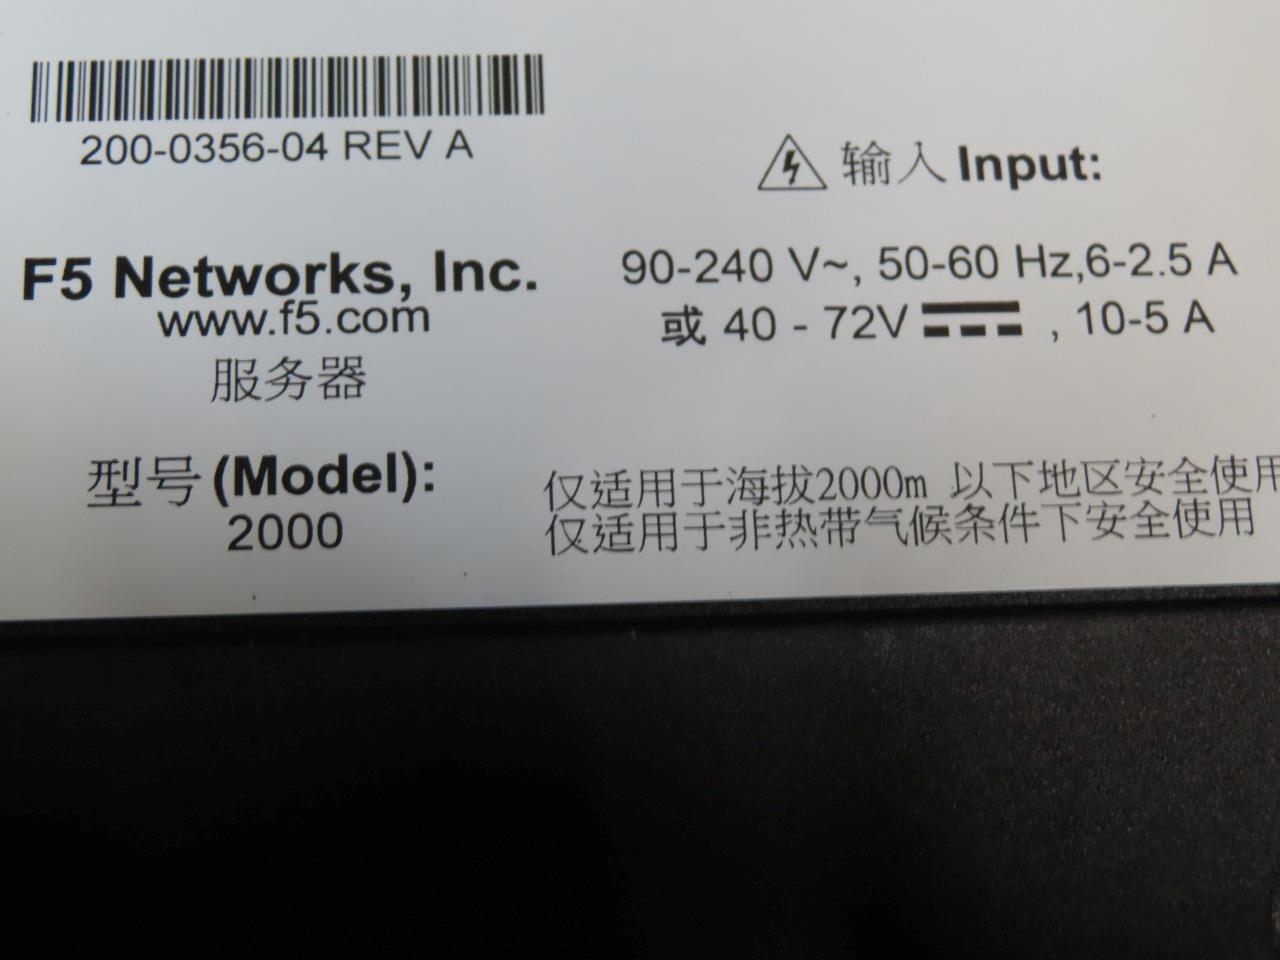 200-0356-04 REV A
F5 Networks, Inc.
www.f5.com
服务器
型号(Model):
2000
输入 Input:
90-240 V~, 50-60 Hz,6-2.5 A
或 40 - 72V ⎓ , 10-5 A
仅适用于海拔2000m 以下地区安全使用
仅适用于非热带气候条件下安全使用